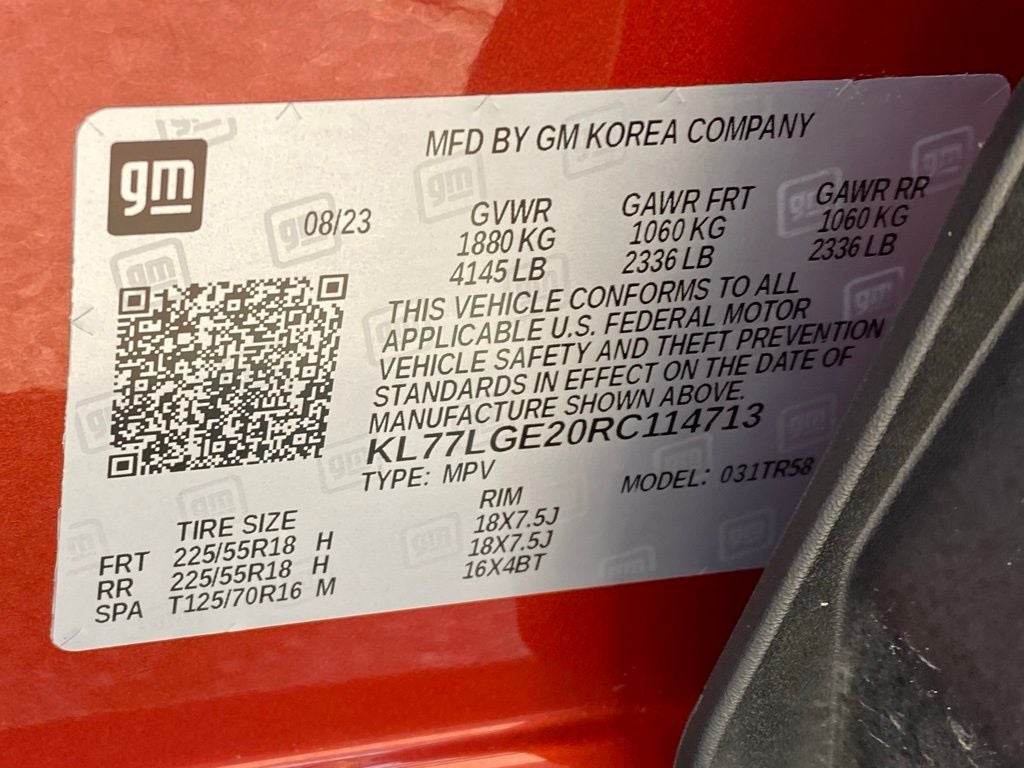 gm
MFD BY GM KOREA COMPANY
08/23
GVWR GAWR FRT GAWR RR
1880 KG 1060 KG 1060 KG
4145 LB 2336 LB 2336 LB
THIS VEHICLE CONFORMS TO ALL
APPLICABLE U.S. FEDERAL MOTOR
VEHICLE SAFETY AND THEFT PREVENTION
STANDARDS IN EFFECT ON THE DATE OF
MANUFACTURE SHOWN ABOVE.
KL77LGE20RC114713
TYPE: MPV MODEL: 031TR58
TIRE SIZE RIM
FRT 225/55R18 H 18X7.5J
RR 225/55R18 H 18X7.5J
SPA T125/70R16 M 16X4BT